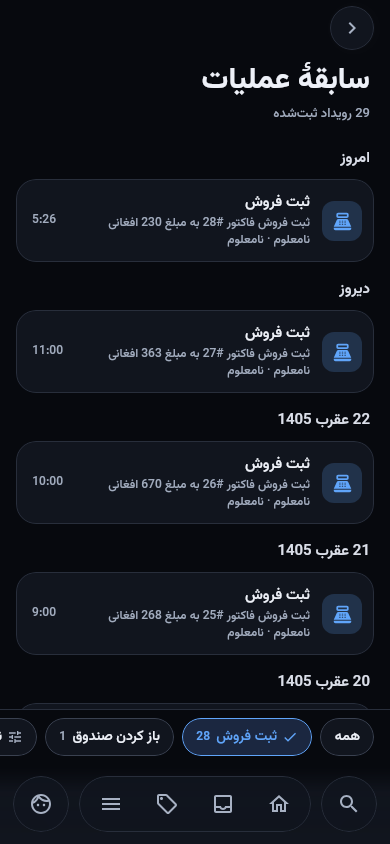 سابقهٔ عملیات
29 رویداد ثبت‌شده
امروز
ثبت فروش
ثبت فروش فاکتور #28 به مبلغ 230 افغانی
نامعلوم · نامعلوم
5:26
دیروز
ثبت فروش
ثبت فروش فاکتور #27 به مبلغ 363 افغانی
نامعلوم · نامعلوم
11:00
22 عقرب 1405
ثبت فروش
ثبت فروش فاکتور #26 به مبلغ 670 افغانی
نامعلوم · نامعلوم
10:00
21 عقرب 1405
ثبت فروش
ثبت فروش فاکتور #25 به مبلغ 268 افغانی
نامعلوم · نامعلوم
9:00
20 عقرب 1405
همه
ثبت فروش 28
باز کردن صندوق 1